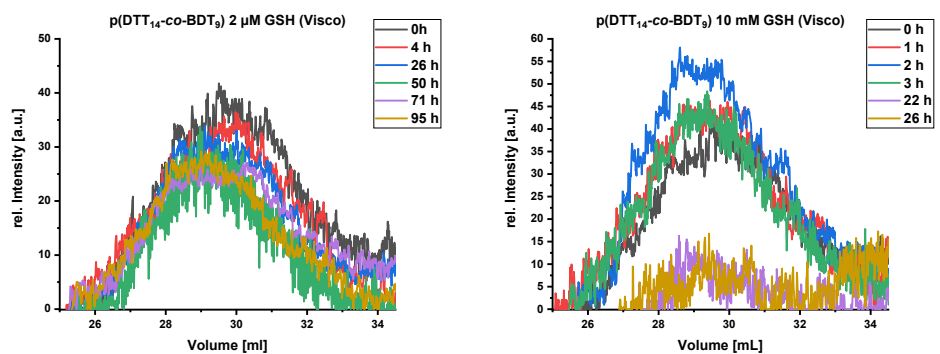 p(DTT₁₄-co-BDT₉) 2 µM GSH (Visco)
0h
4 h
26 h
50 h
71 h
95 h
rel. Intensity [a.u.]
50
40
30
20
10
0
26 28 30 32 34
Volume [ml]
p(DTT₁₄-co-BDT₉) 10 mM GSH (Visco)
0 h
1 h
2 h
3 h
22 h
26 h
rel. Intensity [a.u.]
60
55
50
45
40
35
30
25
20
15
10
5
0
26 28 30 32 34
Volume [mL]